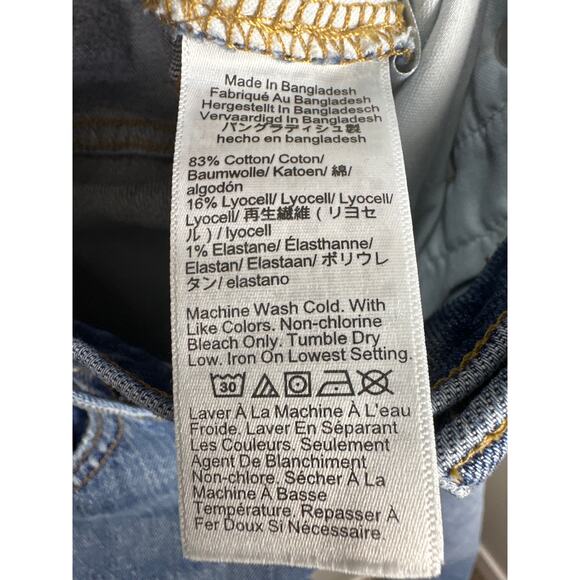 Made In Bangladesh
Fabriqué Au Bangladesh
Hergestellt In Bangladesch
Vervaardigd In Bangladesh
バングラディシュ製
hecho en bangladesh
83% Cotton/ Coton/
Baumwolle/ Katoen/ 綿/
algodón
16% Lyocell/ Lyocell/ Lyocell/
Lyocell/ 再生繊維 ( リヨセ
ル ) / lyocell
1% Elastane/ Élasthanne/
Elastan/ Elastaan/ ポリウレ
タン/ elastano
Machine Wash Cold. With
Like Colors. Non-chlorine
Bleach Only. Tumble Dry
Low. Iron On Lowest Setting.
30
Laver À La Machine À L'eau
Froide. Laver En Séparant
Les Couleurs. Seulement
Agent De Blanchiment
Non-chlore. Sécher À La
Machine À Basse
Température. Repasser À
Fer Doux Si Nécessaire.